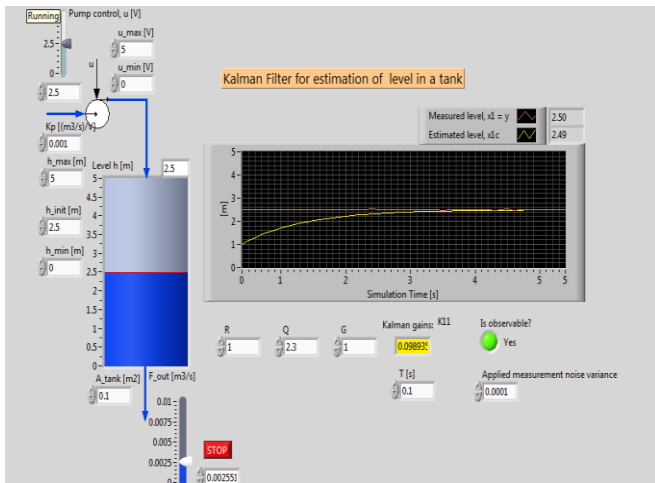 Running
Pump control, u [V]
u_max [V]
5
2.5
0
u
u_min [V]
0
2.5
Kp [(m3/s)/V]
0.001
Kalman Filter for estimation of level in a tank
Measured level, x1 = y
2.50
Estimated level, x1c
2.49
h_max [m]
5
Level h [m]
2.5
h_init [m]
2.5
h_min [m]
0
5
4.5
4
3.5
3
2.5
2
1.5
1
0.5
0
5
4
3
2
1
0
[m]
0 1 2 3 4 5 5
Simulation Time [s]
R
1
Q
2.3
G
1
Kalman gains: K11
Is observable?
Yes
T [s]
0.1
Applied measurement noise variance
0.0001
A_tank [m2]
0.1
F_out [m3/s]
0.01
0.0075
0.005
0.0025
0
STOP
0.002551